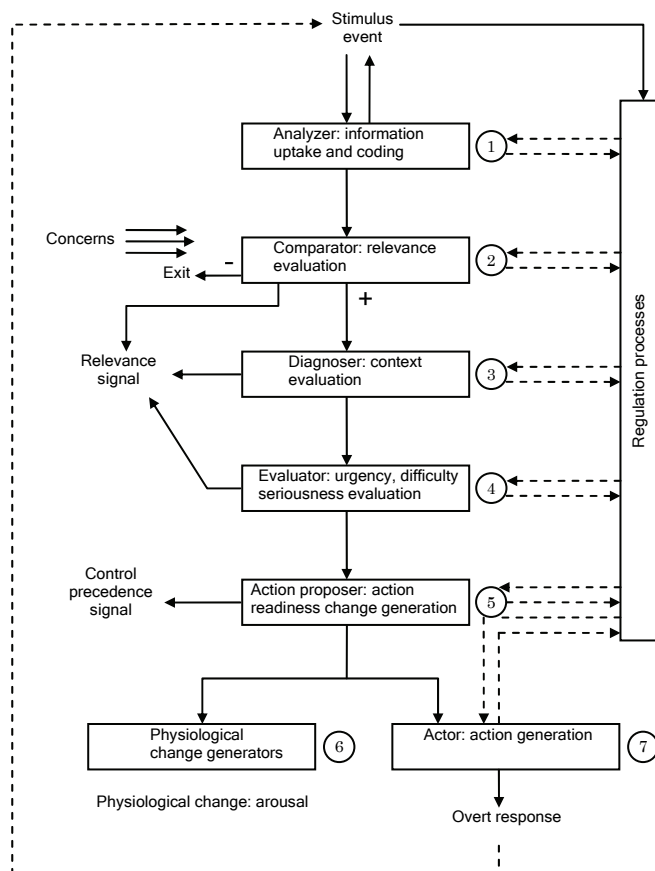 Stimulus
event
Analyzer: information
uptake and coding
1
Concerns
Comparator: relevance
evaluation
2
Exit
–
+
Relevance
signal
Diagnoser: context
evaluation
3
Regulation processes
Evaluator: urgency, difficulty
seriousness evaluation
4
Control
precedence
signal
Action proposer: action
readiness change generation
5
Physiological
change generators
6
Actor: action generation
7
Physiological change: arousal
Overt response